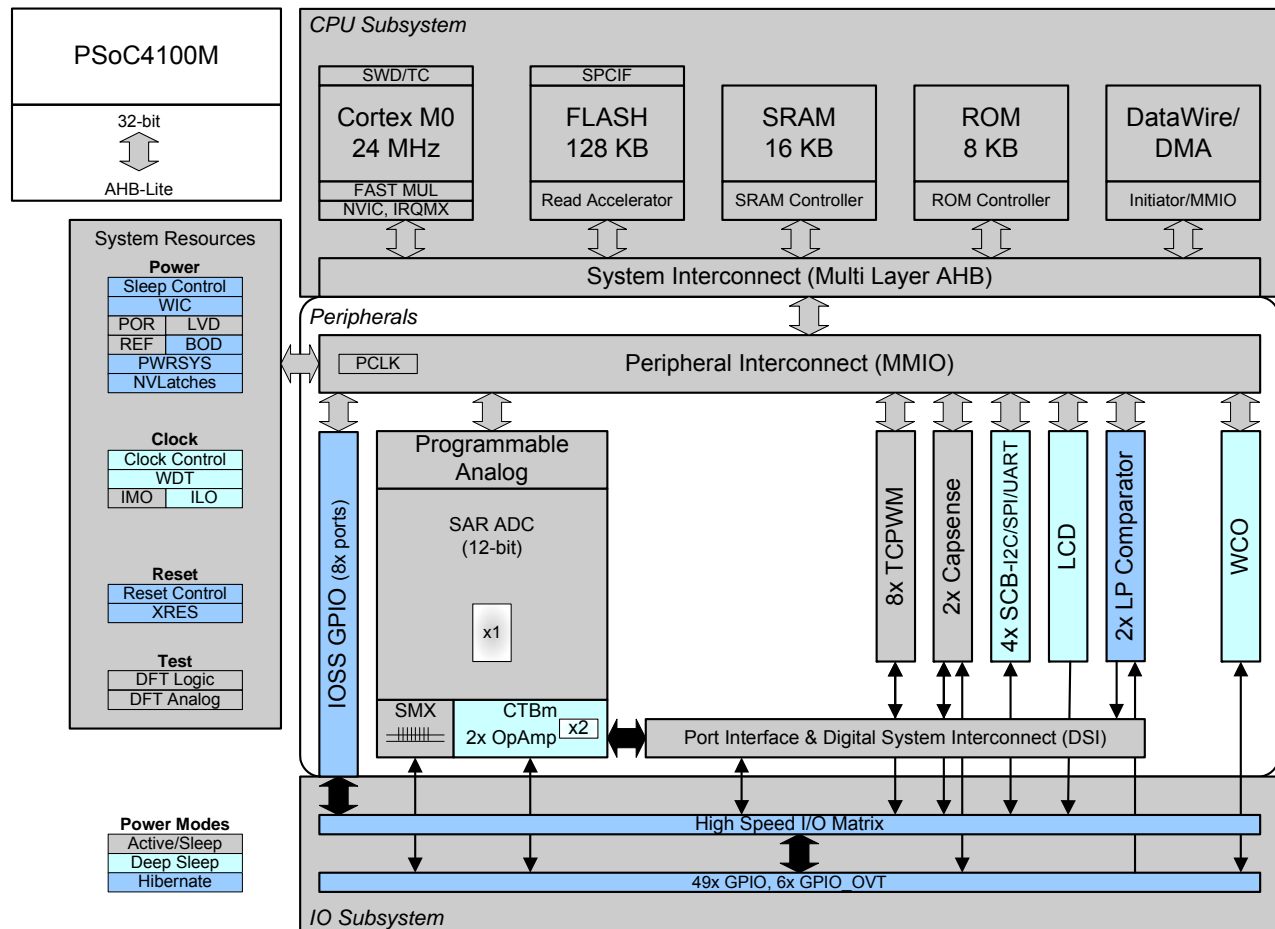 PSoC4100M
32-bit
AHB-Lite
CPU Subsystem
SWD/TC
Cortex M0
24 MHz
FAST MUL
NVIC, IRQMX
SPCIF
FLASH
128 KB
Read Accelerator
SRAM
16 KB
SRAM Controller
ROM
8 KB
ROM Controller
DataWire/
DMA
Initiator/MMIO
System Interconnect (Multi Layer AHB)
System Resources
Power
Sleep Control
WIC
POR LVD
REF BOD
PWRSYS
NVLatches
Clock
Clock Control
WDT
IMO ILO
Reset
Reset Control
XRES
Test
DFT Logic
DFT Analog
Peripherals
PCLK
Peripheral Interconnect (MMIO)
IOSS GPIO (8x ports)
Programmable
Analog
SAR ADC
(12-bit)
x1
SMX
CTBm
2x OpAmp
x2
8x TCPWM
2x Capsense
4x SCB-I2C/SPI/UART
LCD
2x LP Comparator
WCO
Port Interface & Digital System Interconnect (DSI)
Power Modes
Active/Sleep
Deep Sleep
Hibernate
High Speed I/O Matrix
49x GPIO, 6x GPIO_OVT
IO Subsystem